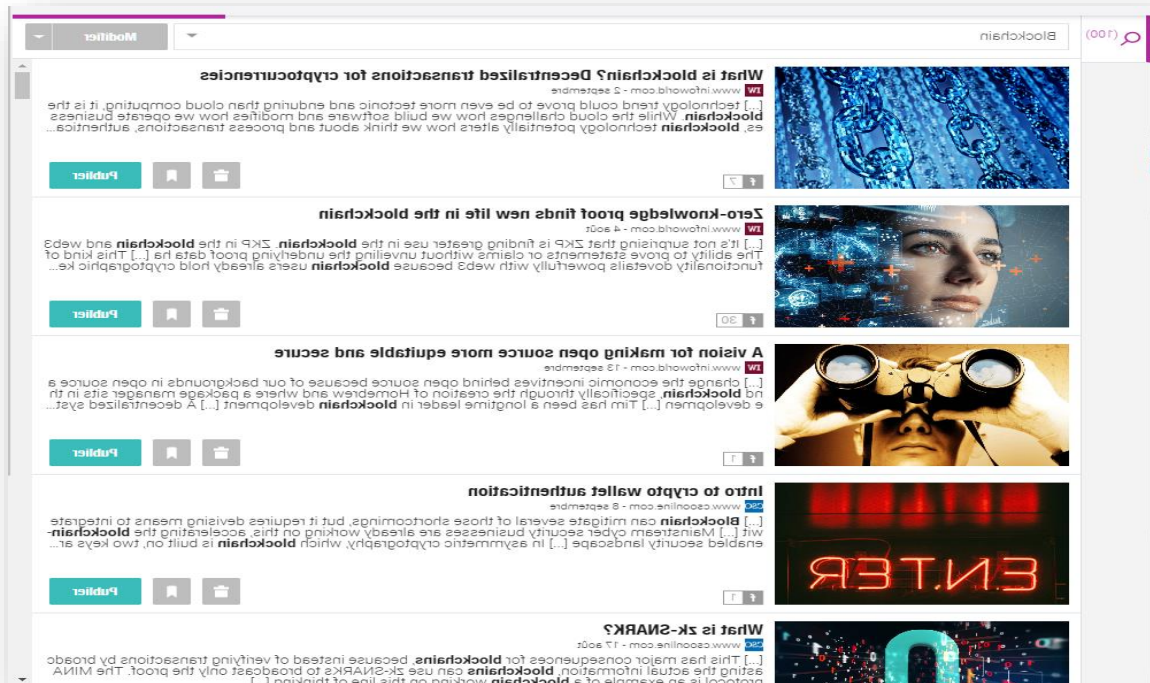 (100)
Blockchain
Modifier
What is blockchain? Decentralized transactions for cryptocurrencies
IW www.infoworld.com - 2 septembre
[...] technology trend could prove to be even more tectonic and enduring than cloud computing, it is the
blockchain. While the cloud challenges how we build software and modifies how we operate business
es, blockchain technology potentially alters how we think about and process transactions, authentica...
f 7
Publier
Zero-knowledge proof finds new life in the blockchain
IW www.infoworld.com - 4 août
[...] It's not surprising that ZKP is finding greater use in the blockchain. ZKP in the blockchain and web3
The ability to prove statements or claims without unveiling the underlying proof data ha [...] This kind of
functionality dovetails powerfully with web3 because blockchain users already hold cryptographic ke...
f 30
Publier
A vision for making open source more equitable and secure
IW www.infoworld.com - 13 septembre
[...] change the economic incentives behind open source because of our backgrounds in open source a
nd blockchain, specifically through the creation of Homebrew and where a package manager sits in th
e developmen [...] Tim has been a longtime leader in blockchain development [...] A decentralized syst...
f 1
Publier
Intro to crypto wallet authentication
CSO www.csoonline.com - 8 septembre
[...] Blockchain can mitigate several of those shortcomings, but it requires devising means to integrate
wit [...] Mainstream cyber security businesses are already working on this, accelerating the blockchain-
enabled security landscape [...] in asymmetric cryptography, which blockchain is built on, two keys ar...
f 1
Publier
ENTER
What is zk-SNARK?
CSO www.csoonline.com - 17 août
[...] This has major consequences for blockchains, because instead of verifying transactions by broadc
asting the actual information, blockchains can use zk-SNARKs to broadcast only the proof. The MINA
protocol is an example of a blockchain working on this line of thinking [...]